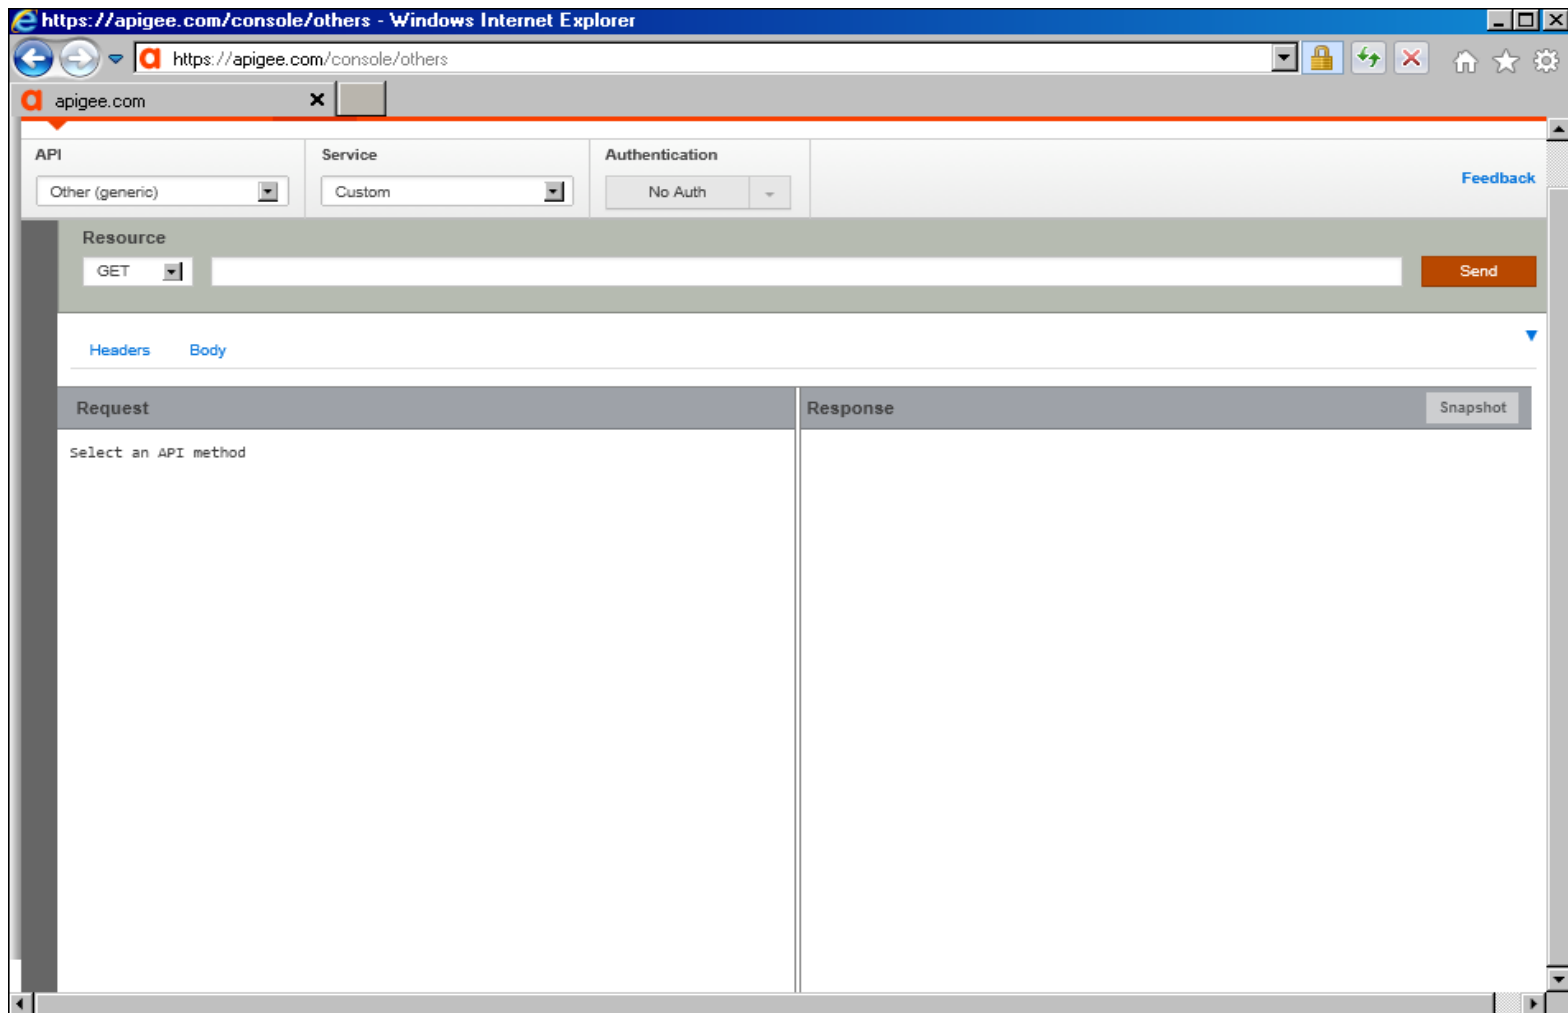 https://apigee.com/console/others - Windows Internet Explorer
https://apigee.com/console/others
apigee.com
API
Service
Authentication
Other (generic)
Custom
No Auth
Feedback
Resource
GET
Send
Headers
Body
Request
Response
Snapshot
Select an API method